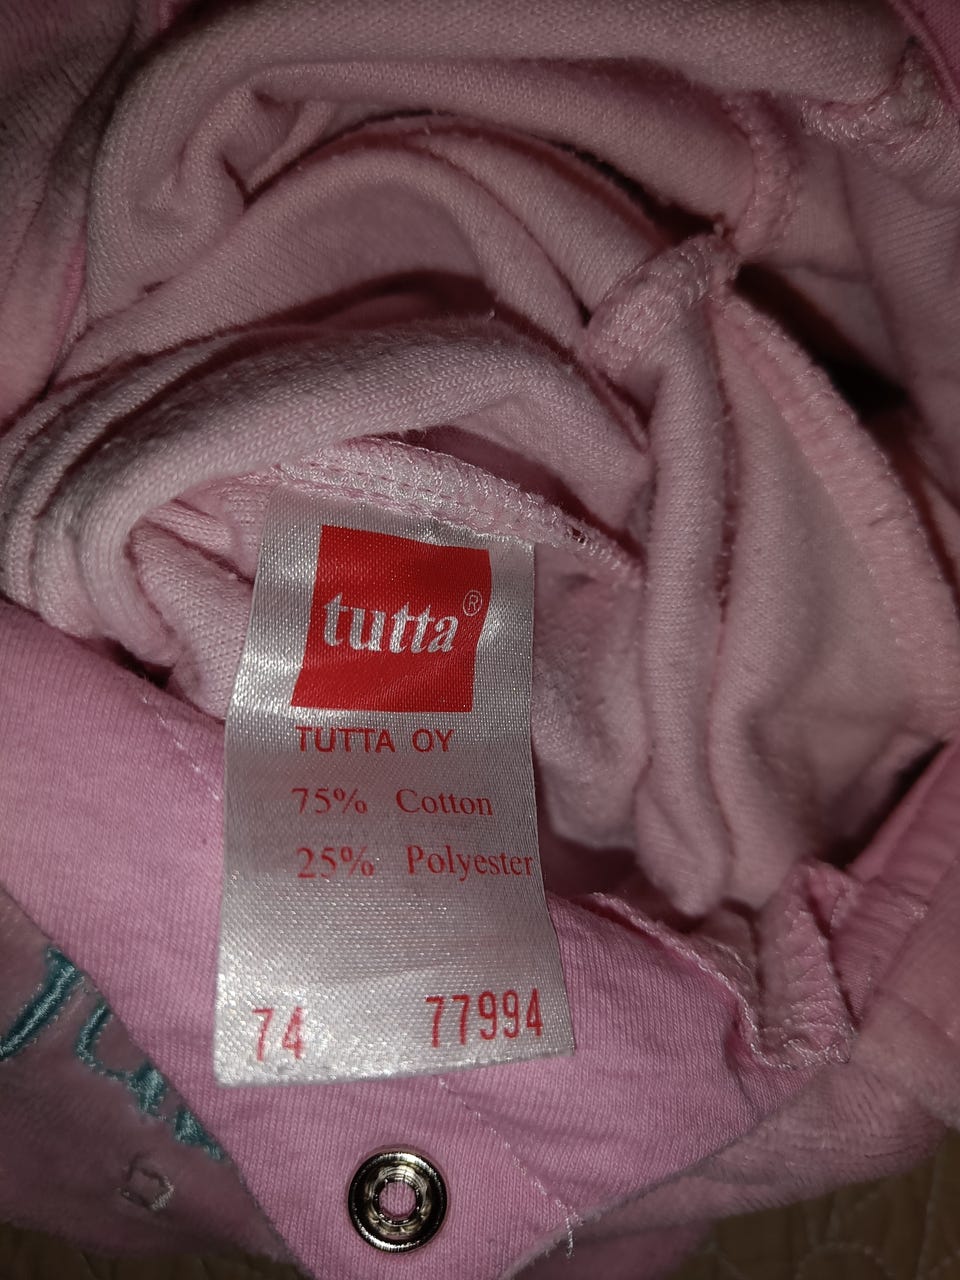 tutta®
TUTTA OY
75% Cotton
25% Polyester
74 77994